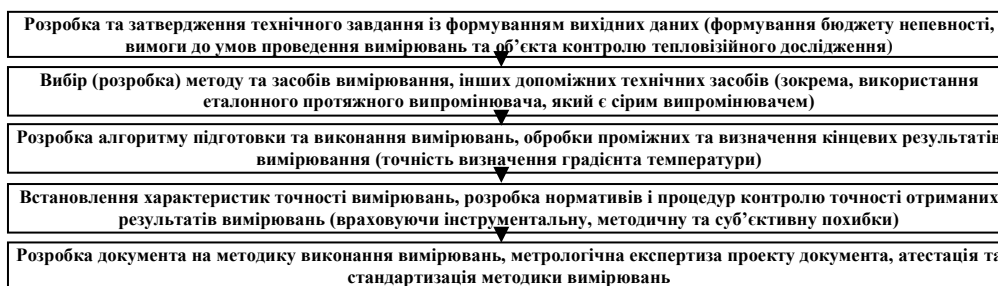 Розробка та затвердження технічного завдання із формуванням вихідних даних (формування бюджету непевності,
вимоги до умов проведення вимірювань та об’єкта контролю тепловізійного дослідження)
Вибір (розробка) методу та засобів вимірювання, інших допоміжних технічних засобів (зокрема, використання
еталонного протяжного випромінювача, який є сірим випромінювачем)
Розробка алгоритму підготовки та виконання вимірювань, обробки проміжних та визначення кінцевих результатів
вимірювання (точність визначення градієнта температури)
Встановлення характеристик точності вимірювань, розробка нормативів і процедур контролю точності отриманих
результатів вимірювань (враховуючи інструментальну, методичну та суб’єктивну похибки)
Розробка документа на методику виконання вимірювань, метрологічна експертиза проекту документа, атестація та
стандартизація методики вимірювань